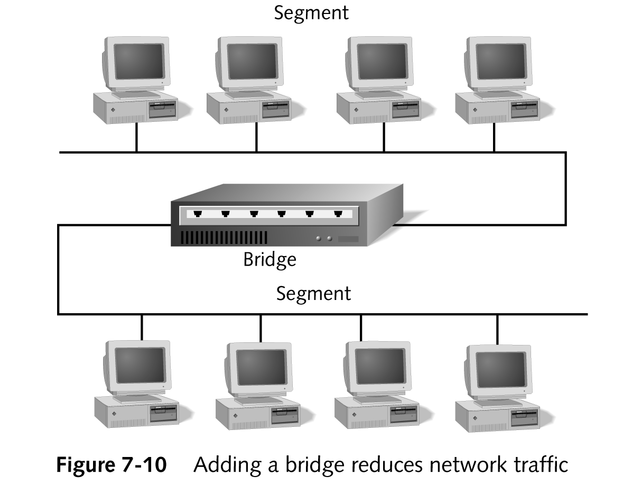 Segment
Bridge
Segment
Figure 7-10 Adding a bridge reduces network traffic